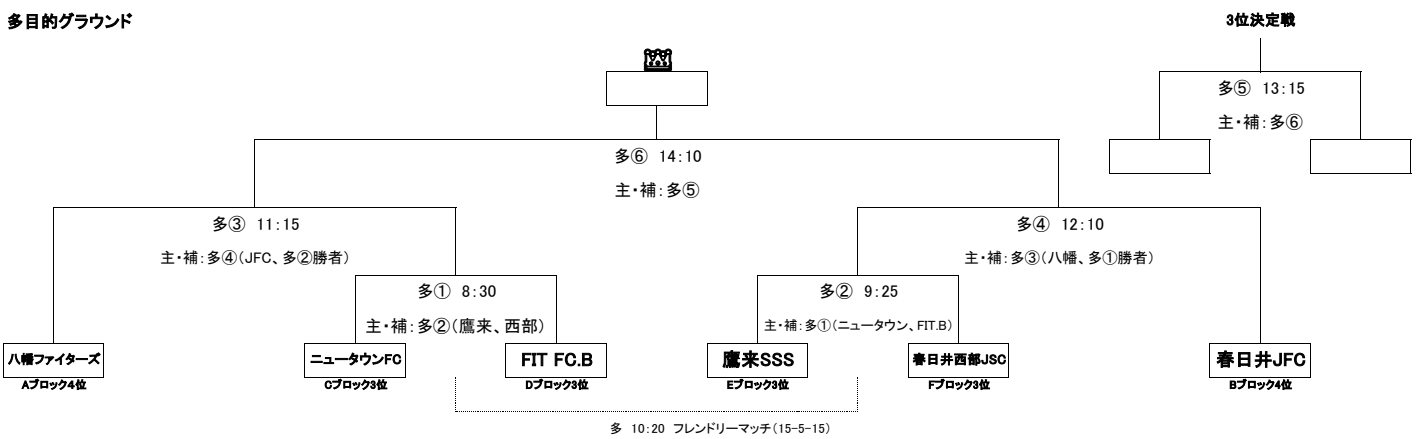 多目的グラウンド
3位決定戦
多⑤ 13:15
主・補:多⑥
多⑥ 14:10
主・補:多⑤
多③ 11:15
主・補:多④(JFC、多②勝者)
多④ 12:10
主・補:多③(八幡、多①勝者)
多① 8:30
主・補:多②(鷹来、西部)
多② 9:25
主・補:多①(ニュータウン、FIT.B)
八幡ファイターズ
Aブロック4位
ニュータウンFC
Cブロック3位
FIT FC.B
Dブロック3位
鷹来SSS
Eブロック3位
春日井西部JSC
Fブロック3位
春日井JFC
Bブロック4位
多 10:20 フレンドリーマッチ(15-5-15)